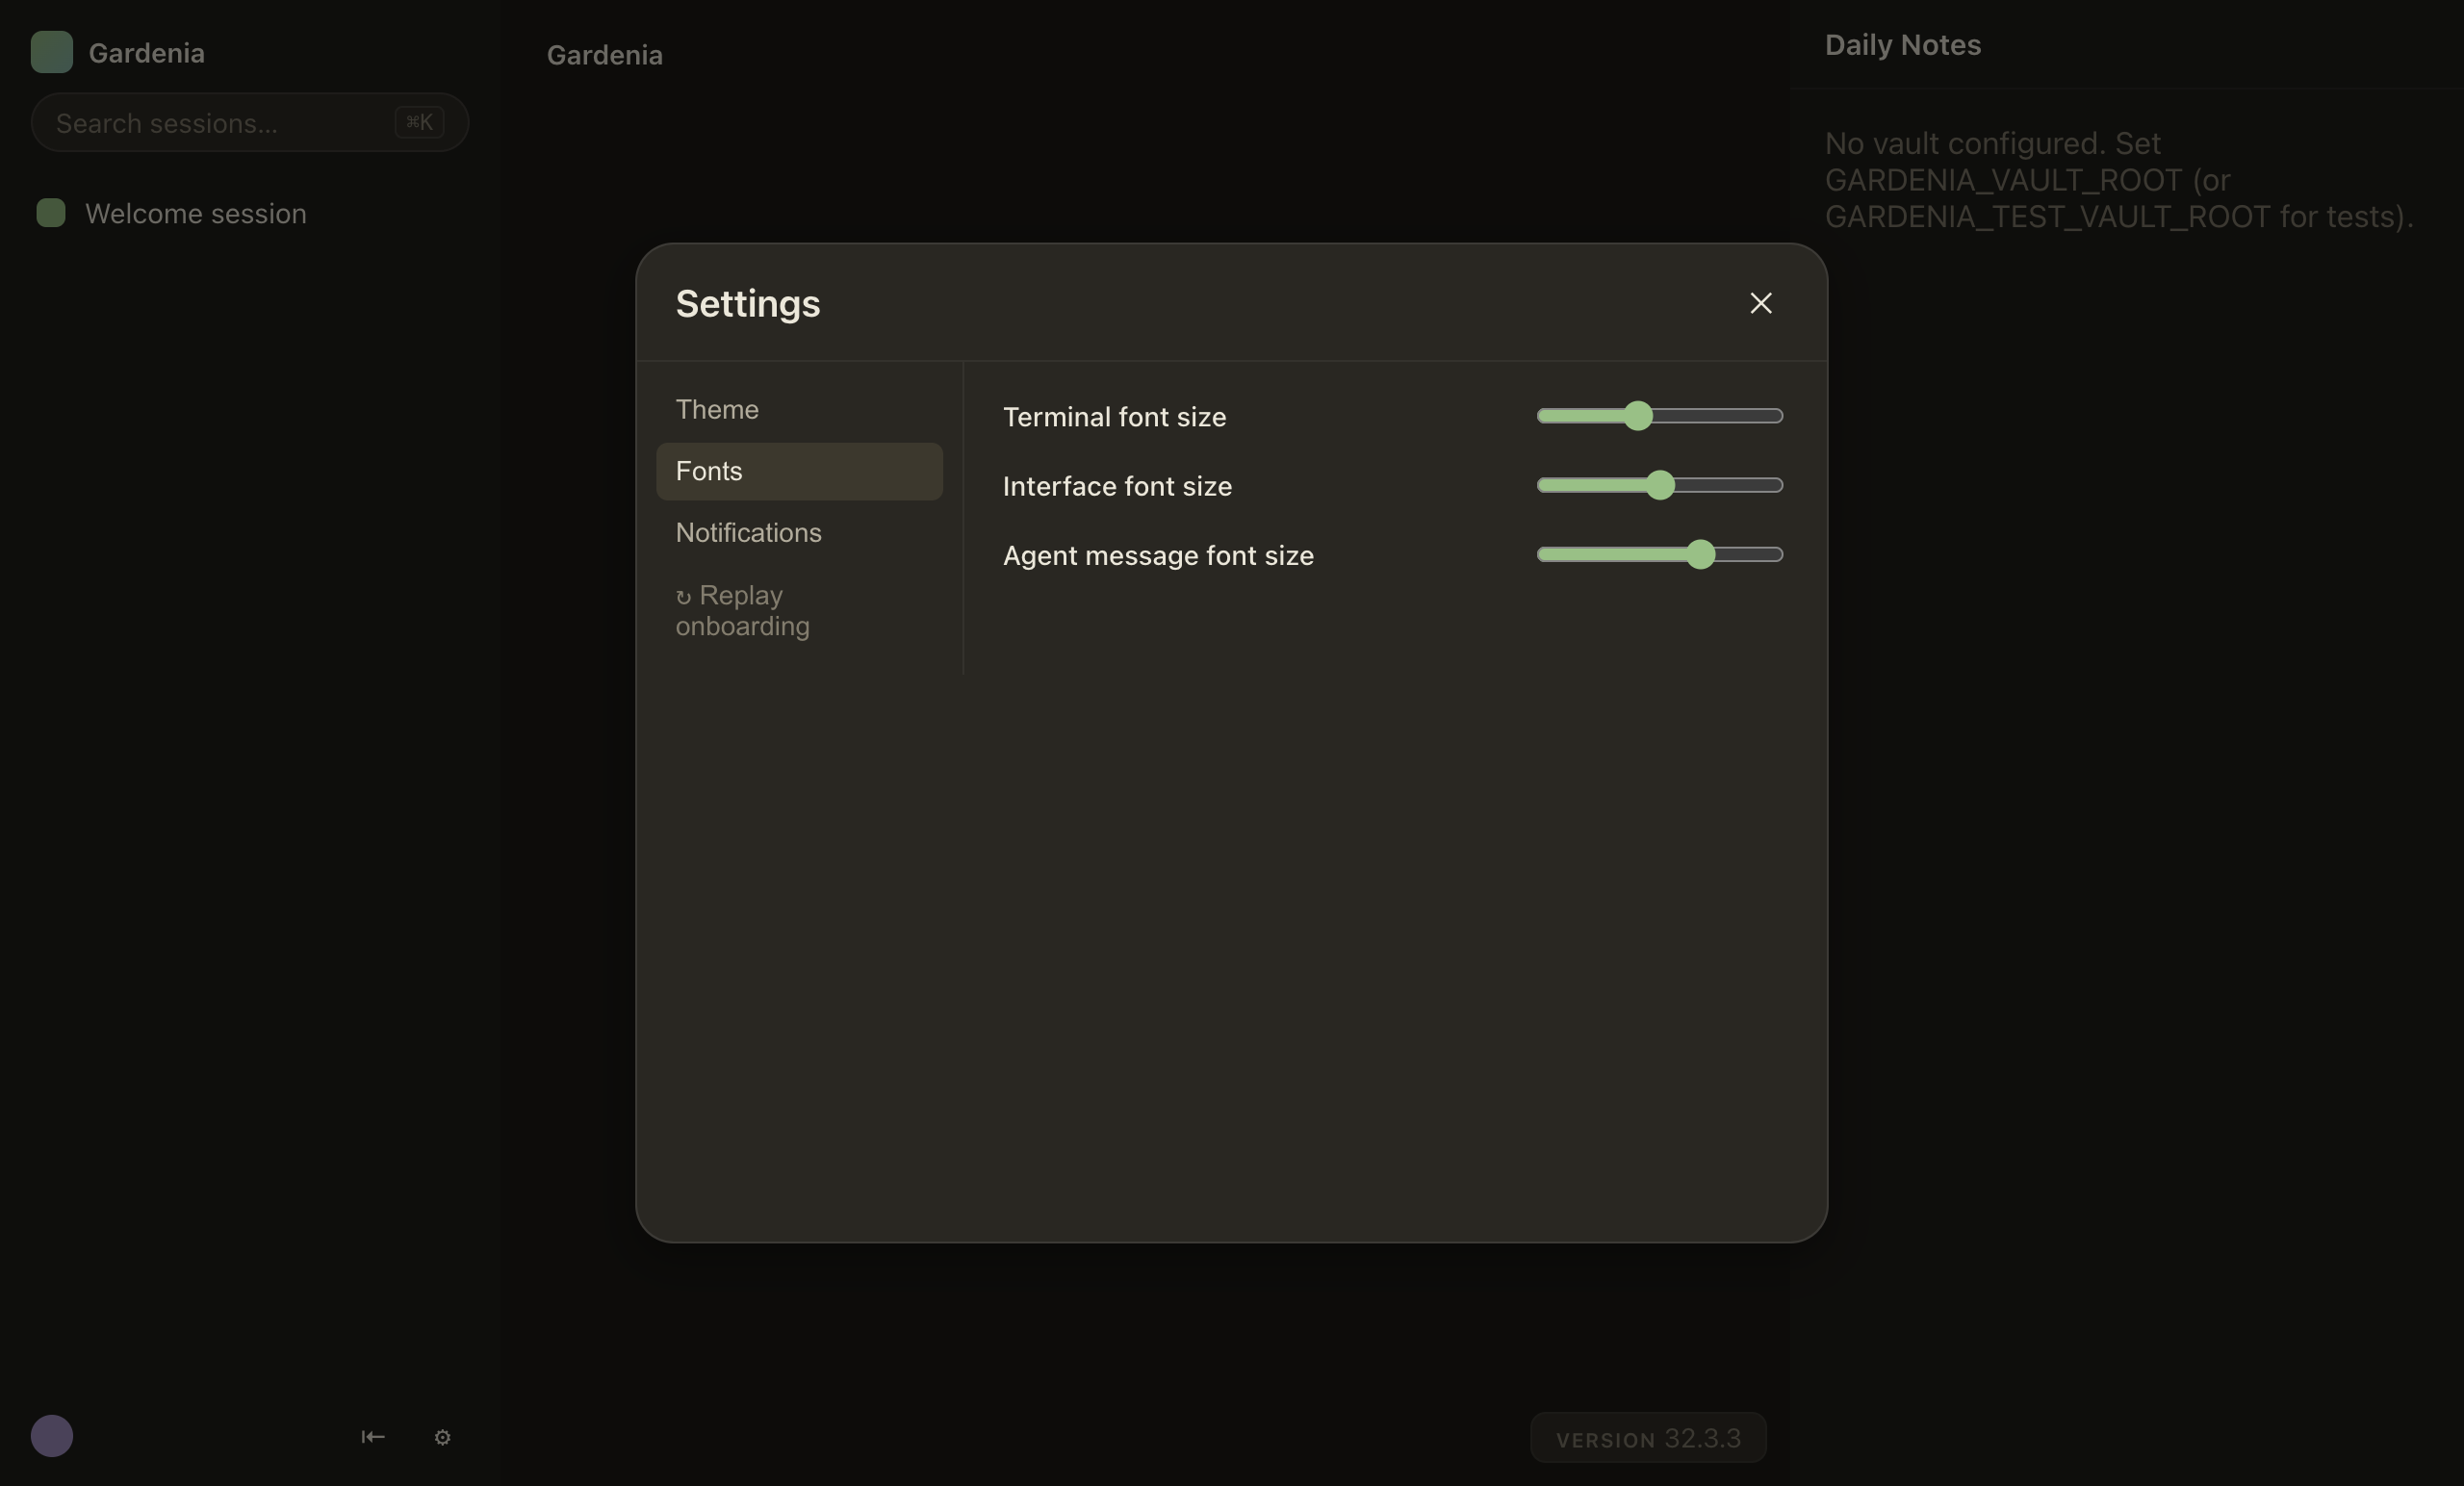 Gardenia
Search sessions...
⌘K
Welcome session
Gardenia
Daily Notes
No vault configured. Set
GARDENIA_VAULT_ROOT (or
GARDENIA_TEST_VAULT_ROOT for tests).
Settings
Theme
Fonts
Notifications
↻ Replay
onboarding
Terminal font size
Interface font size
Agent message font size
VERSION 32.3.3